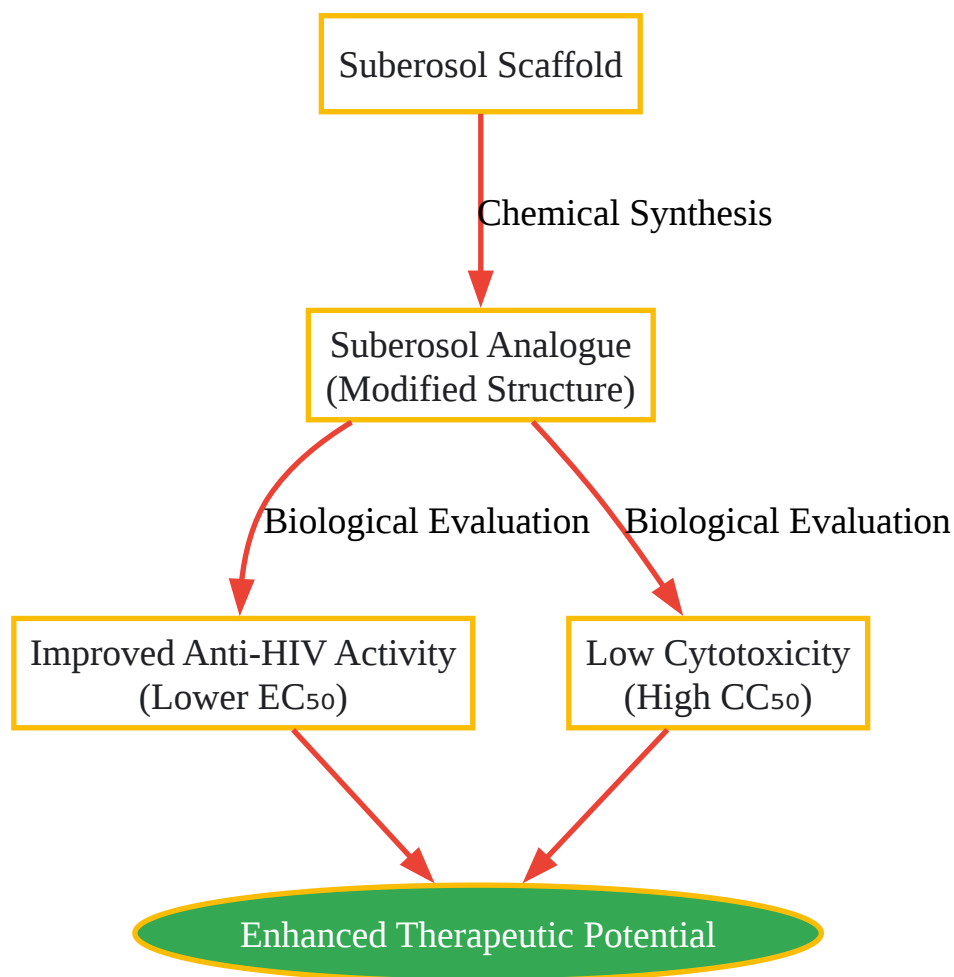 Suberosol Scaffold
Chemical Synthesis
Suberosol Analogue
(Modified Structure)
Biological Evaluation
Biological Evaluation
Improved Anti-HIV Activity
(Lower EC₅₀)
Low Cytotoxicity
(High CC₅₀)
Enhanced Therapeutic Potential